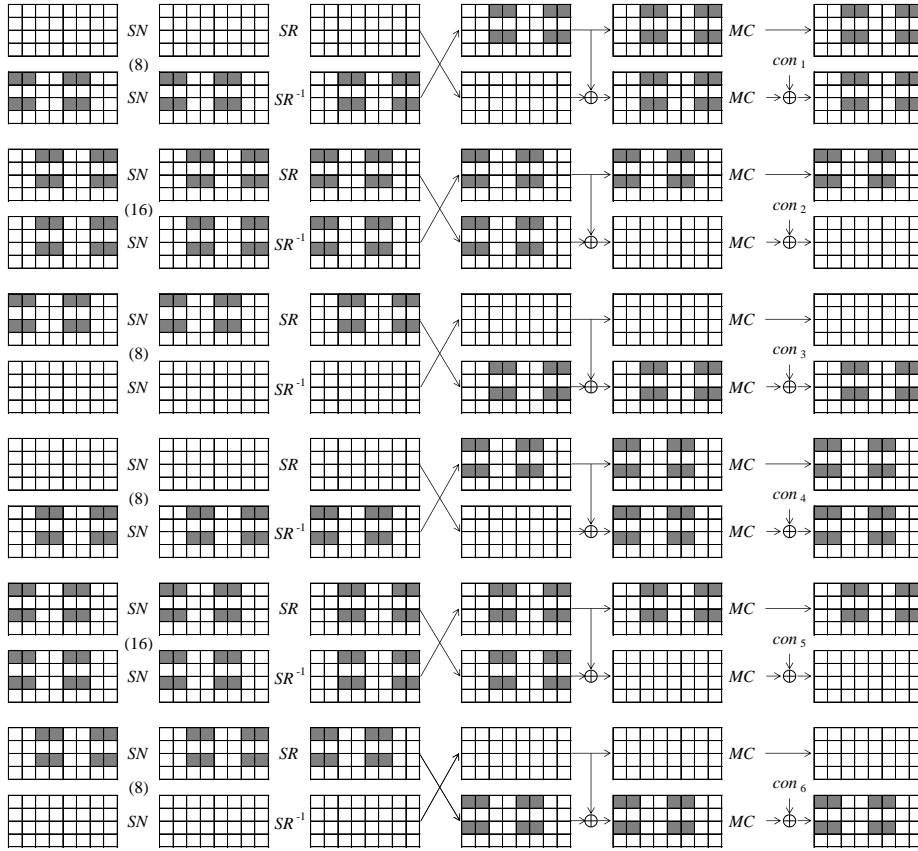 SN SR MC
(8) con 1
SN SR -1 MC
SN SR MC
(16) con 2
SN SR -1 MC
SN SR MC
(8) con 3
SN SR -1 MC
SN SR MC
(8) con 4
SN SR -1 MC
SN SR MC
(16) con 5
SN SR -1 MC
SN SR MC
(8) con 6
SN SR -1 MC